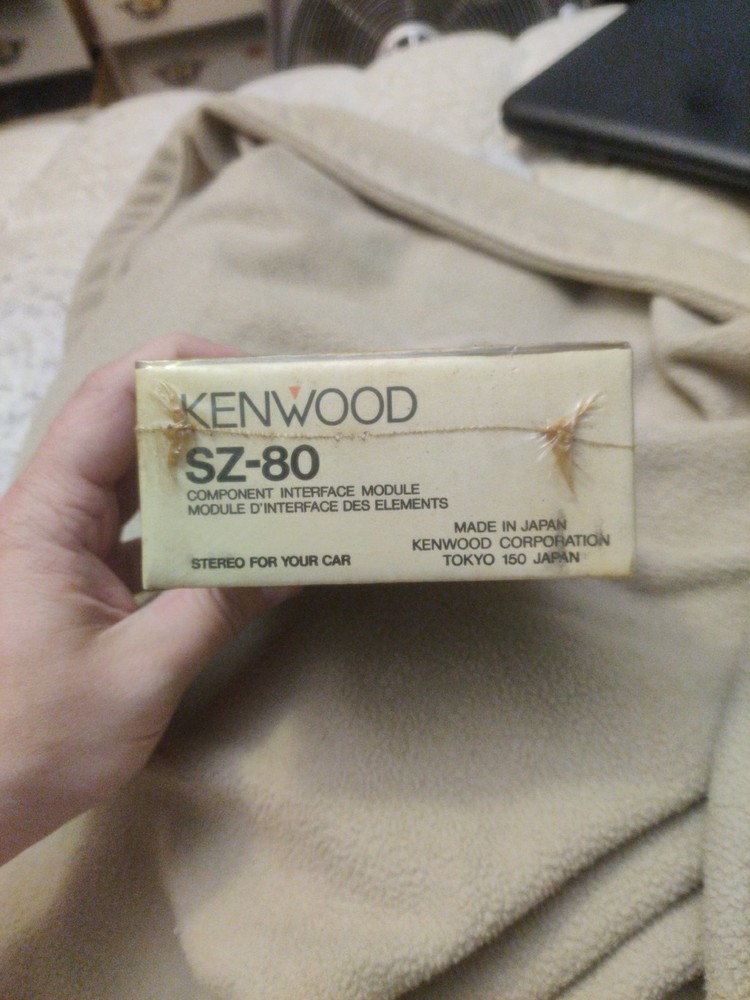 KENWOOD
SZ-80
COMPONENT INTERFACE MODULE
MODULE D'INTERFACE DES ELEMENTS
STEREO FOR YOUR CAR
MADE IN JAPAN
KENWOOD CORPORATION
TOKYO 150 JAPAN